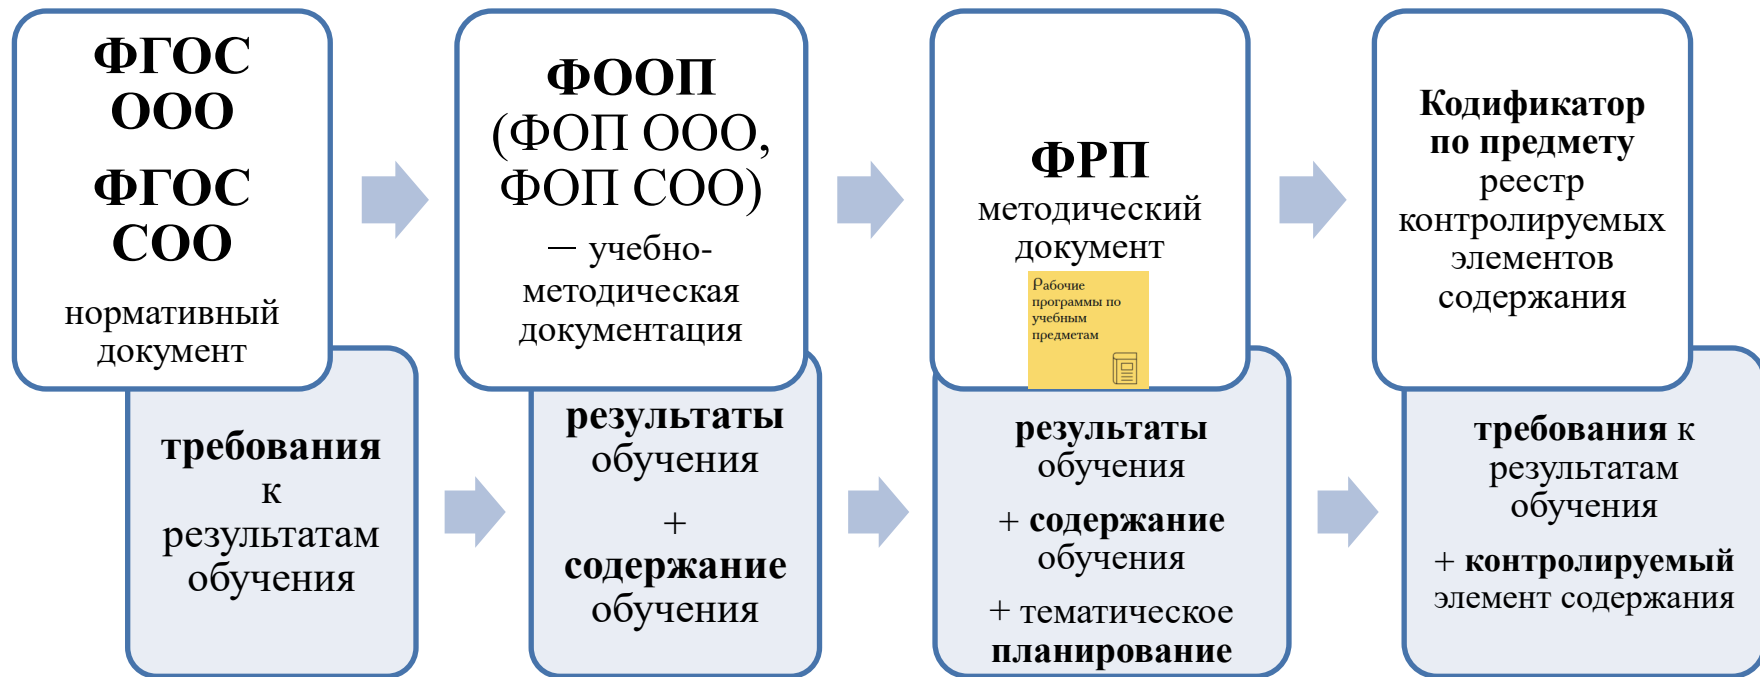 ФГОС
ООО
ФГОС
СОО
нормативный
документ
требования
к
результатам
обучения
ФООП
(ФОП ООО,
ФОП СОО)
— учебно-
методическая
документация
результаты
обучения
+
содержание
обучения
ФРП
методический
документ
Рабочие
программы по
учебным
предметам
результаты
обучения
+ содержание
обучения
+ тематическое
планирование
Кодификатор
по предмету
реестр
контролируемых
элементов
содержания
требования к
результатам
обучения
+ контролируемый
элемент содержания